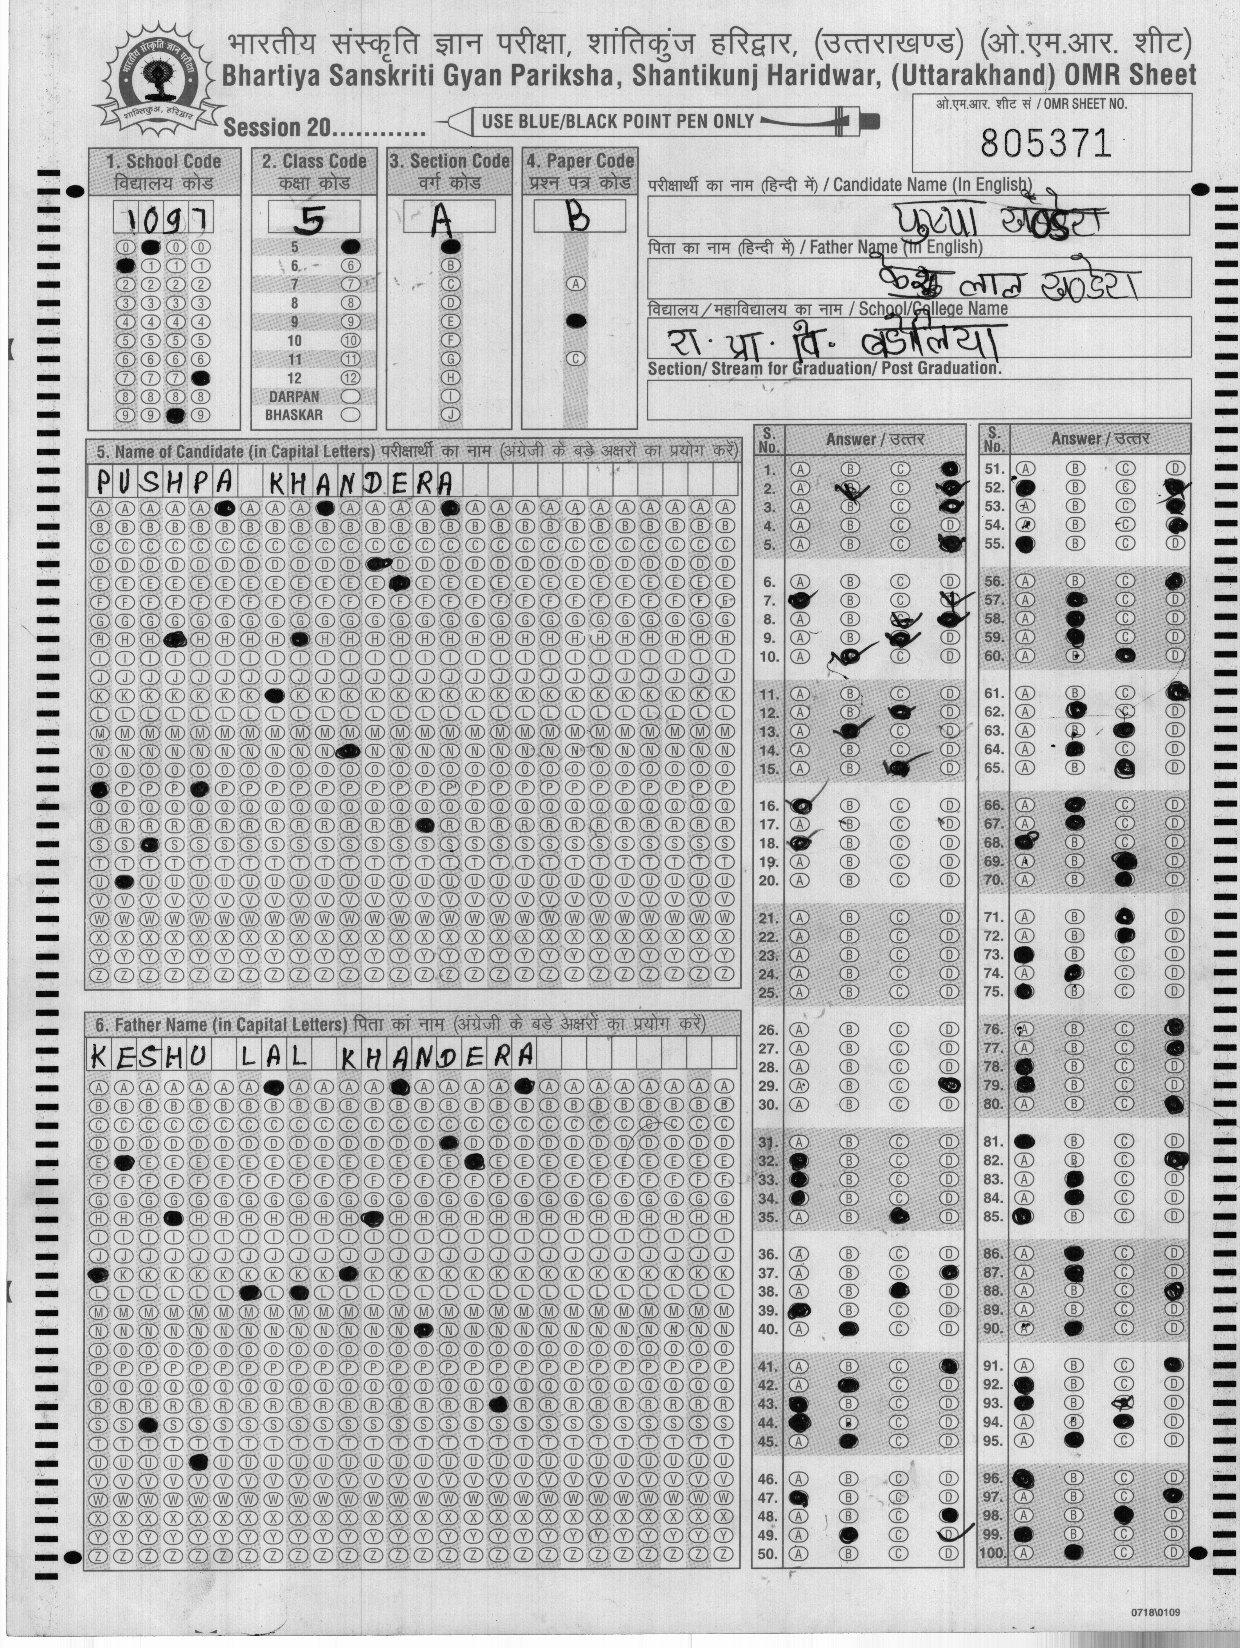 भारतीय संस्कृति ज्ञान परीक्षा, शांतिकुंज हरिद्वार, (उत्तराखण्ड) (ओ.एम.आर. शीट)
Bhartiya Sanskriti Gyan Pariksha, Shantikunj Haridwar, (Uttarakhand) OMR Sheet
Session 20............
USE BLUE/BLACK POINT PEN ONLY
ओ.एम.आर. शीट सं / OMR SHEET NO.
805371
1. School Code
विद्यालय कोड
1097
2. Class Code
कक्षा कोड
5
5
6
7
8
9
10
11
12
DARPAN
BHASKAR
3. Section Code
वर्ग कोड
A
4. Paper Code
प्रश्न पत्र कोड
B
परीक्षार्थी का नाम (हिन्दी में) / Candidate Name (In English)
पिता का नाम (हिन्दी में) / Father Name (In English)
लाल खण्डेरा
विद्यालय/महाविद्यालय का नाम / School/College Name
रा. प्रा. वि.
Section/ Stream for Graduation/ Post Graduation.
5. Name of Candidate (in Capital Letters) परीक्षार्थी का नाम (अंग्रेजी के बड़े अक्षरों का प्रयोग करें)
PUSHPA KHANDERA
6. Father Name (in Capital Letters) पिता का नाम (अंग्रेजी के बड़े अक्षरों का प्रयोग करें)
KESHU LAL KHANDERA
S. No. Answer / उत्तर
S. No. Answer / उत्तर
0718\0109